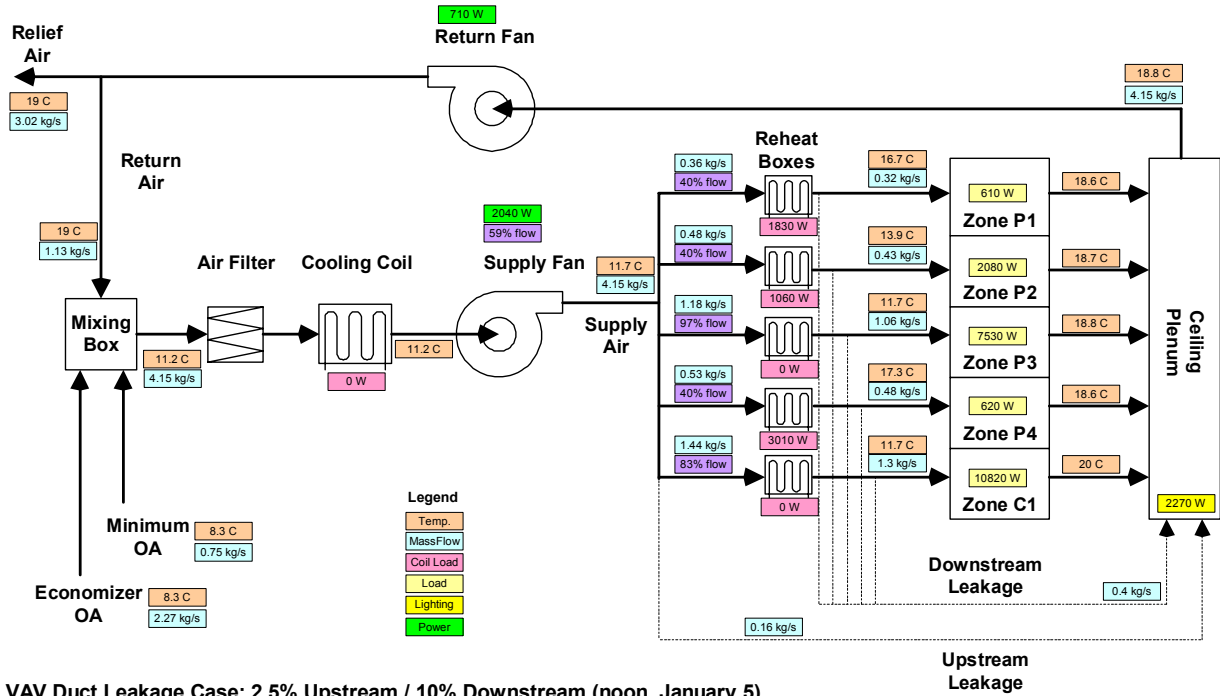 710 W
Return Fan
Relief
Air
19 C
3.02 kg/s
18.8 C
4.15 kg/s
Return
Air
Reheat
Boxes
0.36 kg/s
40% flow
1830 W
16.7 C
0.32 kg/s
610 W
Zone P1
18.6 C
19 C
1.13 kg/s
2040 W
59% flow
Air Filter
Cooling Coil
Supply Fan
11.7 C
4.15 kg/s
Supply
Air
0.48 kg/s
40% flow
1060 W
13.9 C
0.43 kg/s
2080 W
Zone P2
18.7 C
Mixing
Box
11.2 C
4.15 kg/s
0 W
11.2 C
1.18 kg/s
97% flow
0 W
11.7 C
1.06 kg/s
7530 W
Zone P3
18.8 C
Ceiling
Plenum
0.53 kg/s
40% flow
3010 W
17.3 C
0.48 kg/s
620 W
Zone P4
18.6 C
1.44 kg/s
83% flow
0 W
11.7 C
1.3 kg/s
10820 W
Zone C1
20 C
2270 W
Minimum
OA
8.3 C
0.75 kg/s
Economizer
OA
8.3 C
2.27 kg/s
Legend
Temp.
MassFlow
Coil Load
Load
Lighting
Power
Downstream
Leakage
0.4 kg/s
0.16 kg/s
Upstream
Leakage
VAV Duct Leakage Case: 2.5% Upstream / 10% Downstream (noon, January 5)